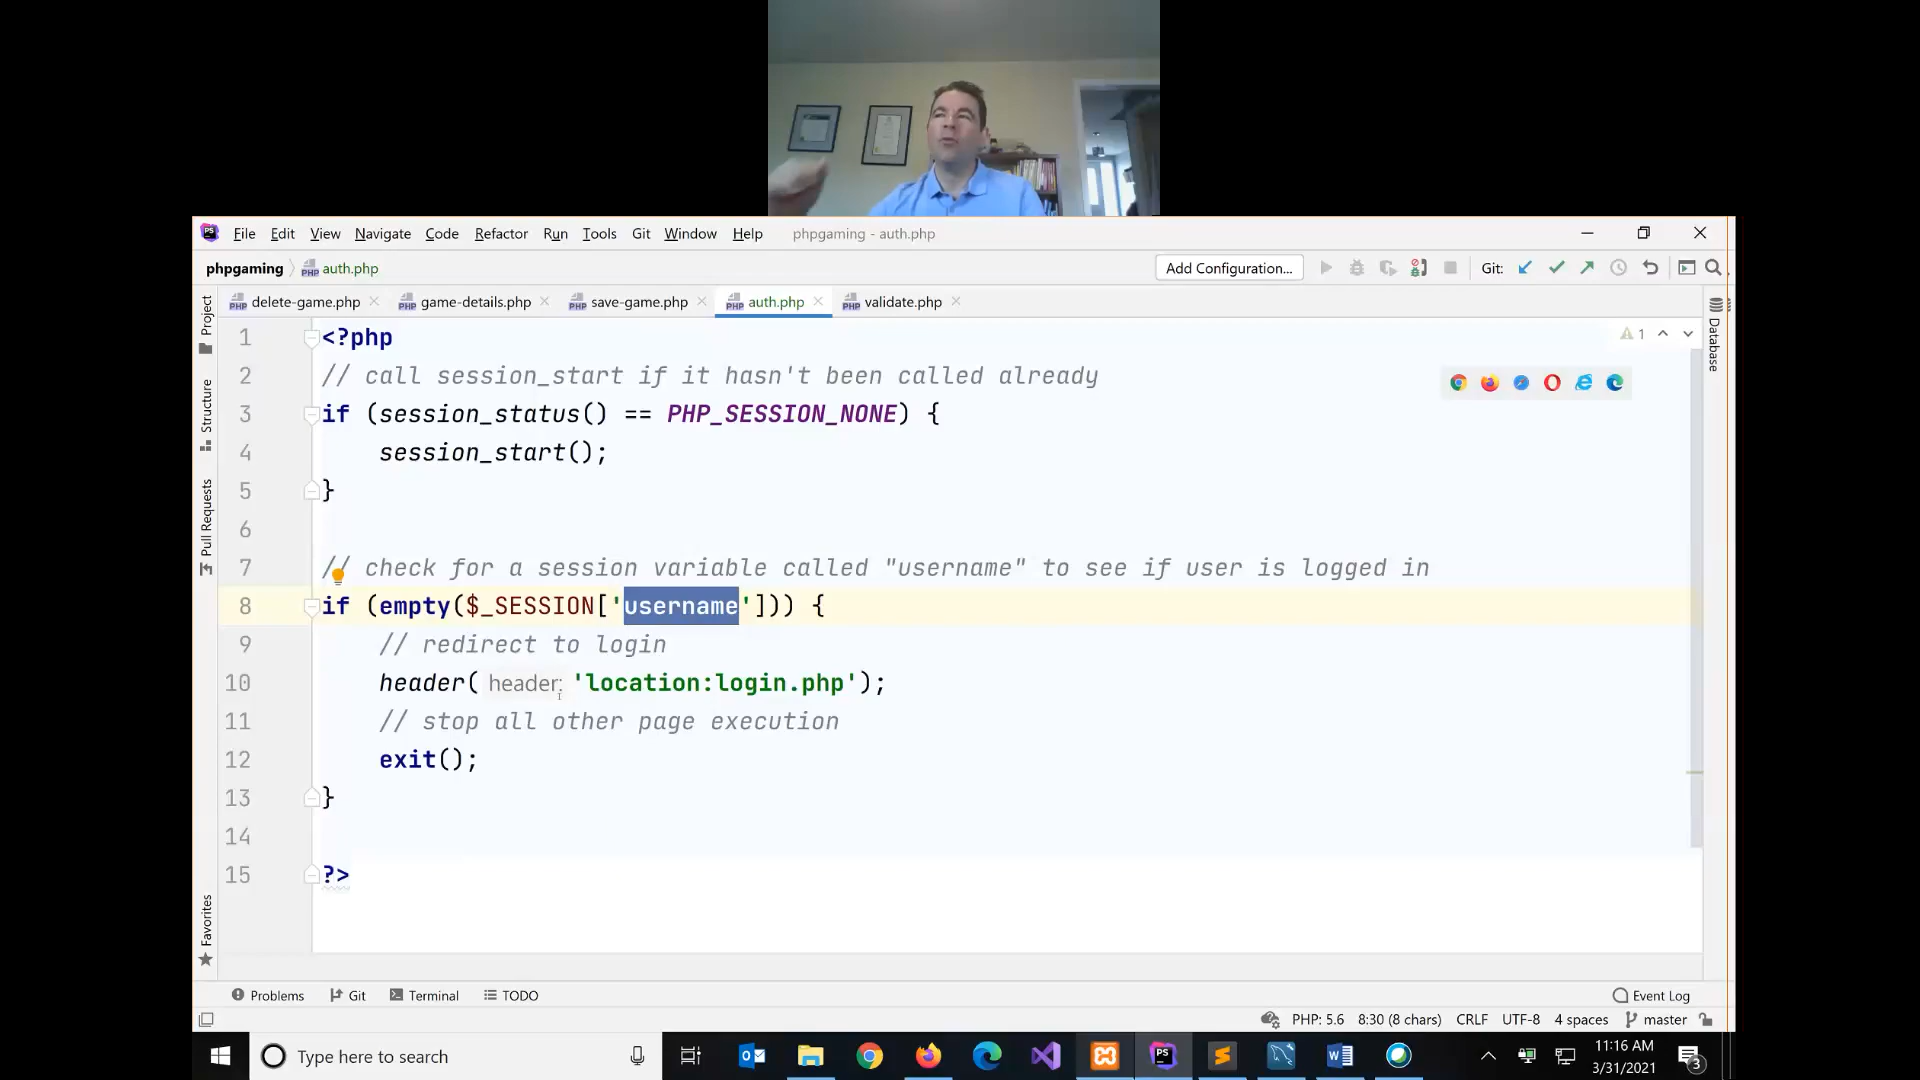 File Edit View Navigate Code Refactor Run Tools Git Window Help phpgaming - auth.php
phpgaming auth.php Add Configuration... Git:
delete-game.php game-details.php save-game.php auth.php validate.php
Project
Structure
Pull Requests
Favorites
Database
1
1 <?php
2 // call session_start if it hasn't been called already
3 if (session_status() == PHP_SESSION_NONE) {
4 session_start();
5 }
6
7 // check for a session variable called "username" to see if user is logged in
8 if (empty($_SESSION['username'])) {
9 // redirect to login
10 header( header: 'location:login.php');
11 // stop all other page execution
12 exit();
13 }
14
15 ?>
Problems Git Terminal TODO Event Log
PHP: 5.6 8:30 (8 chars) CRLF UTF-8 4 spaces master
Type here to search
11:16 AM
3/31/2021
3